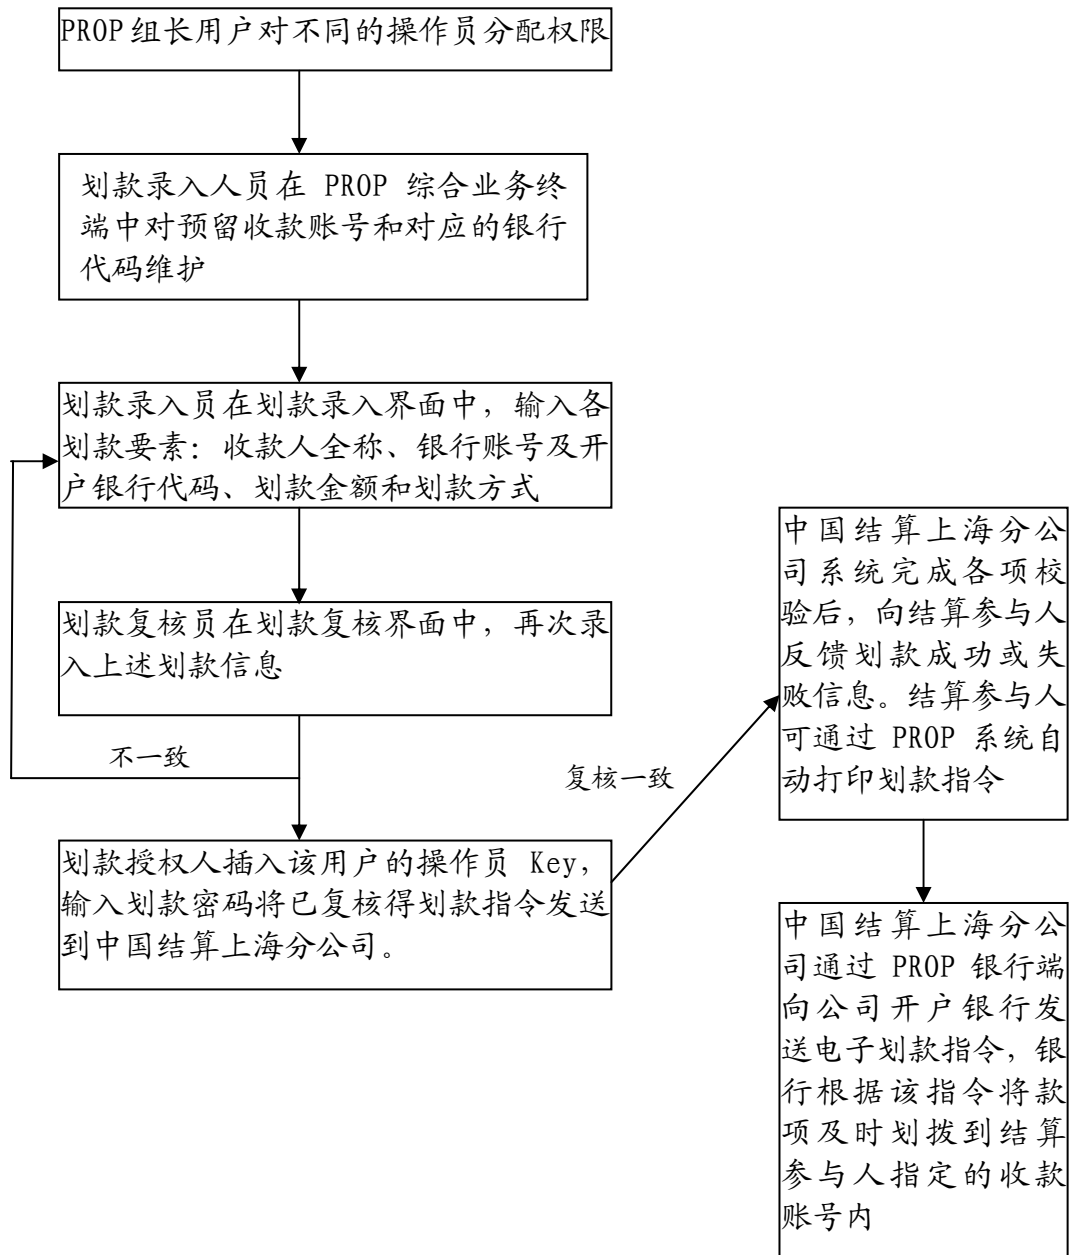 PROP 组长用户对不同的操作员分配权限
划款录入人员在 PROP 综合业务终
端中对预留收款账号和对应的银行
代码维护
划款录入员在划款录入界面中，输入各
划款要素：收款人全称、银行账号及开
户银行代码、划款金额和划款方式
划款复核员在划款复核界面中，再次录
入上述划款信息
不一致
复核一致
划款授权人插入该用户的操作员 Key，
输入划款密码将已复核得划款指令发送
到中国结算上海分公司。
中国结算上海分公
司系统完成各项校
验后，向结算参与人
反馈划款成功或失
败信息。结算参与人
可通过 PROP 系统自
动打印划款指令
中国结算上海分公
司通过 PROP 银行端
向公司开户银行发
送电子划款指令，银
行根据该指令将款
项及时划拨到结算
参与人指定的收款
账号内